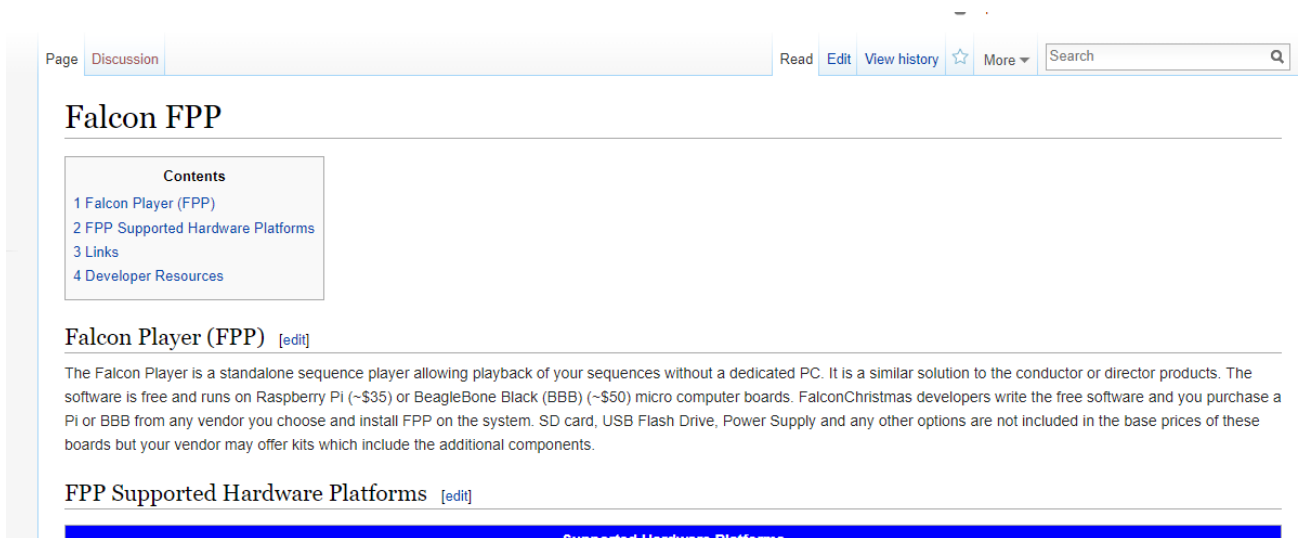 Page Discussion Read Edit View history More Search
Falcon FPP
Contents
1 Falcon Player (FPP)
2 FPP Supported Hardware Platforms
3 Links
4 Developer Resources
Falcon Player (FPP) [edit]
The Falcon Player is a standalone sequence player allowing playback of your sequences without a dedicated PC. It is a similar solution to the conductor or director products. The
software is free and runs on Raspberry Pi (~$35) or BeagleBone Black (BBB) (~$50) micro computer boards. FalconChristmas developers write the free software and you purchase a
Pi or BBB from any vendor you choose and install FPP on the system. SD card, USB Flash Drive, Power Supply and any other options are not included in the base prices of these
boards but your vendor may offer kits which include the additional components.
FPP Supported Hardware Platforms [edit]
Supported Hardware Platforms